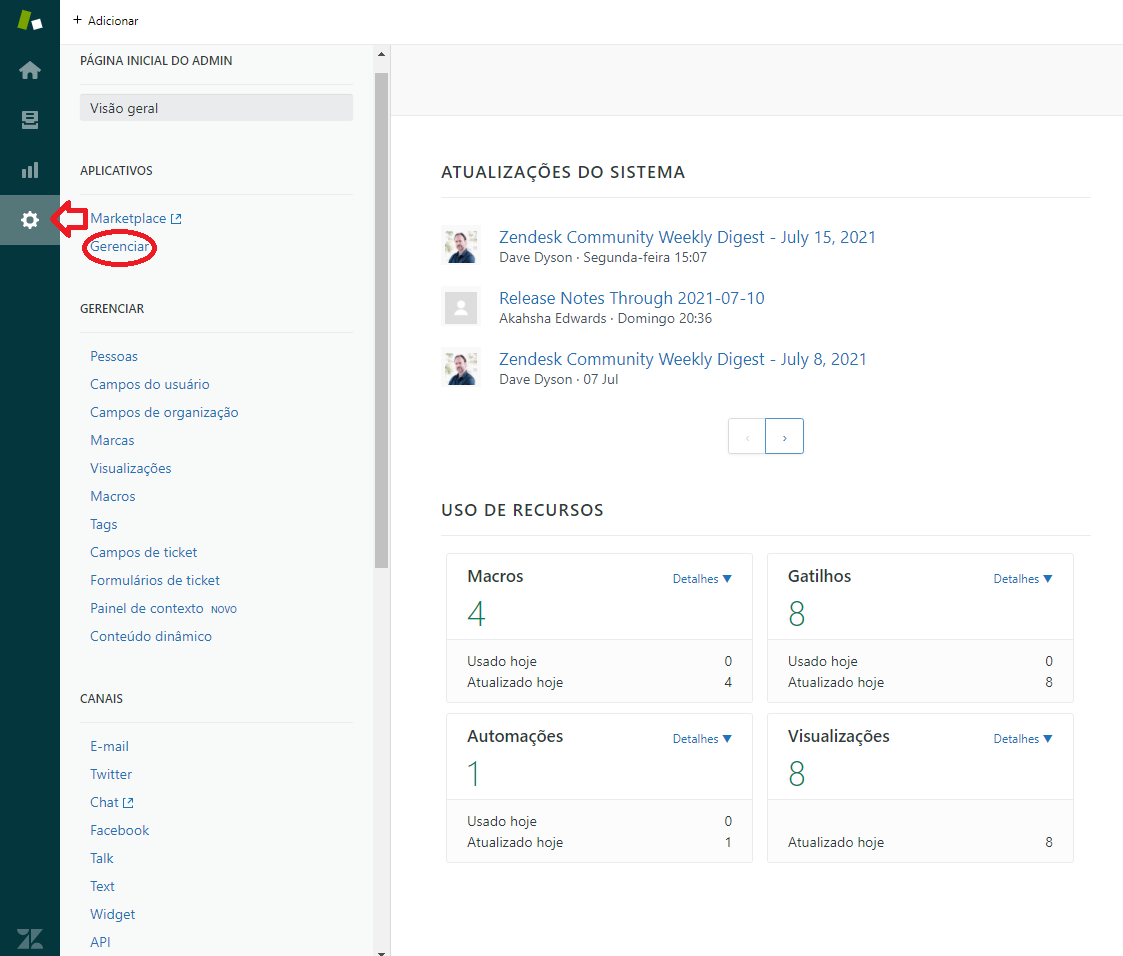 + Adicionar
PÁGINA INICIAL DO ADMIN
Visão geral
APLICATIVOS
Marketplace
Gerenciar
GERENCIAR
Pessoas
Campos do usuário
Campos de organização
Marcas
Visualizações
Macros
Tags
Campos de ticket
Formulários de ticket
Painel de contexto NOVO
Conteúdo dinâmico
CANAIS
E-mail
Twitter
Chat
Facebook
Talk
Text
Widget
API
ATUALIZAÇÕES DO SISTEMA
Zendesk Community Weekly Digest - July 15, 2021
Dave Dyson · Segunda-feira 15:07
Release Notes Through 2021-07-10
Akahsha Edwards · Domingo 20:36
Zendesk Community Weekly Digest - July 8, 2021
Dave Dyson · 07 Jul
‹ ›
USO DE RECURSOS
Macros Detalhes ▼
4
Usado hoje 0
Atualizado hoje 4
Gatilhos Detalhes ▼
8
Usado hoje 0
Atualizado hoje 8
Automações Detalhes ▼
1
Usado hoje 0
Atualizado hoje 1
Visualizações Detalhes ▼
8
Atualizado hoje 8